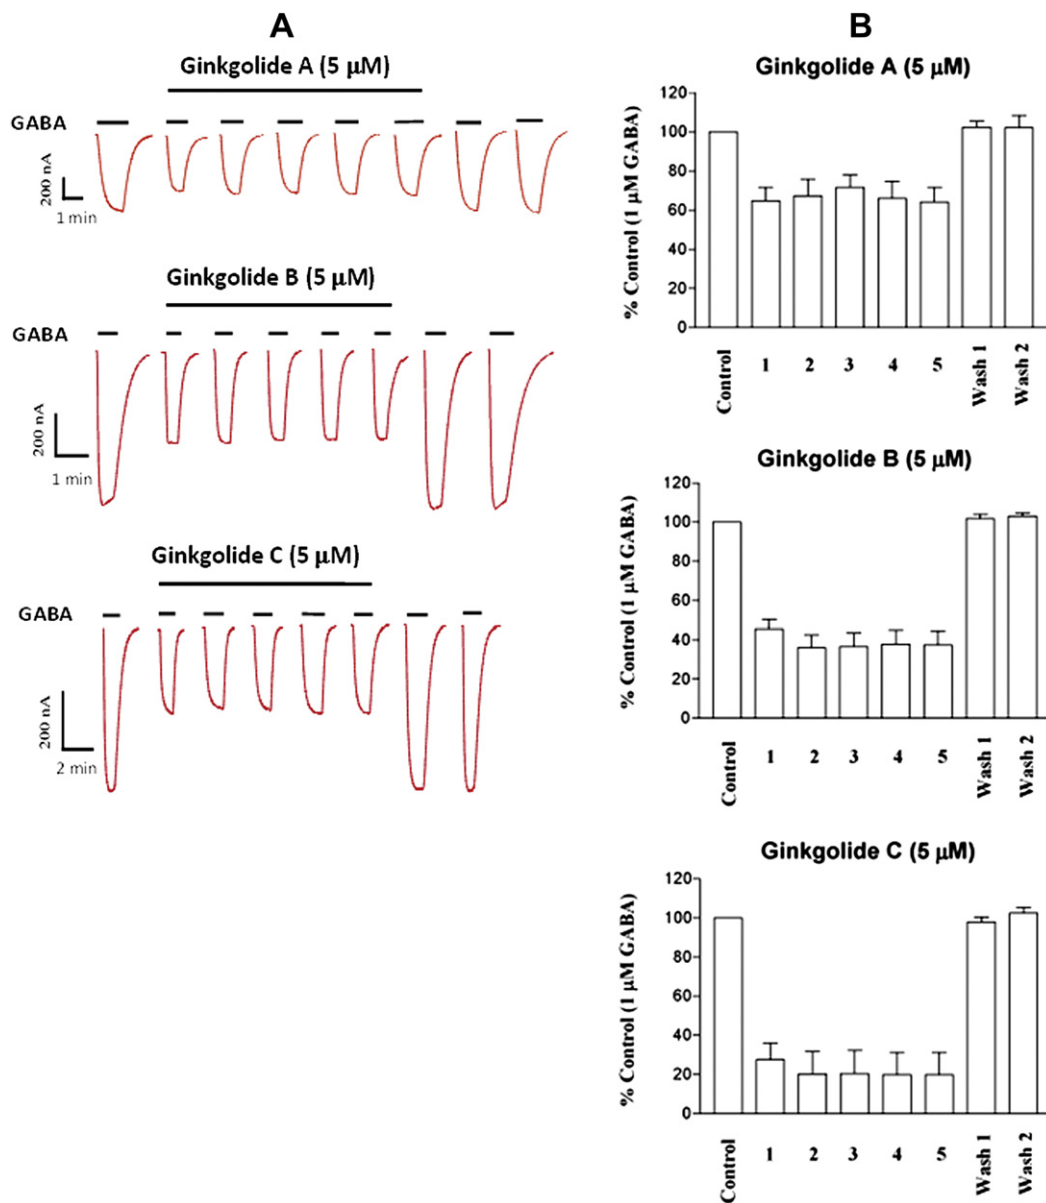 A
Ginkgolide A (5 µM)
GABA
200 nA
1 min
Ginkgolide B (5 µM)
GABA
200 nA
1 min
Ginkgolide C (5 µM)
GABA
200 nA
2 min
B
Ginkgolide A (5 µM)
% Control (1 µM GABA)
120
100
80
60
40
20
0
Control 1 2 3 4 5 Wash 1 Wash 2
Ginkgolide B (5 µM)
% Control (1 µM GABA)
120
100
80
60
40
20
0
Control 1 2 3 4 5 Wash 1 Wash 2
Ginkgolide C (5 µM)
% Control (1 µM GABA)
120
100
80
60
40
20
0
Control 1 2 3 4 5 Wash 1 Wash 2